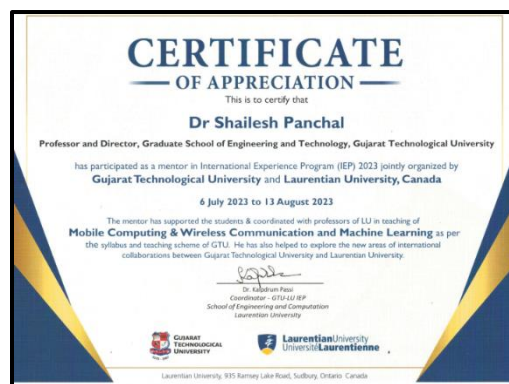 CERTIFICATE
OF APPRECIATION
This is to certify that
Dr Shailesh Panchal
Professor and Director, Graduate School of Engineering and Technology, Gujarat Technological University
has participated as a mentor in International Experience Program (IEP) 2023 jointly organized by
Gujarat Technological University and Laurentian University, Canada
6 July 2023 to 13 August 2023
The mentor has supported the students & coordinated with professors of LU in teaching of
Mobile Computing & Wireless Communication and Machine Learning as per
the syllabus and teaching scheme of GTU. He has also helped to explore the new areas of international
collaborations between Gujarat Technological University and Laurentian University.
Dr. Kalpdrum Passi
Coordinator - GTU-LU IEP
School of Engineering and Computation
Laurentian University
GUJARAT
TECHNOLOGICAL
UNIVERSITY
LaurentianUniversity
UniversitéLaurentienne
Laurentian University, 935 Ramsey Lake Road, Sudbury, Ontario Canada